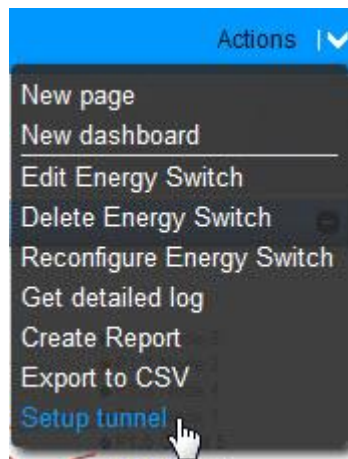 Actions
New page
New dashboard
Edit Energy Switch
Delete Energy Switch
Reconfigure Energy Switch
Get detailed log
Create Report
Export to CSV
Setup tunnel